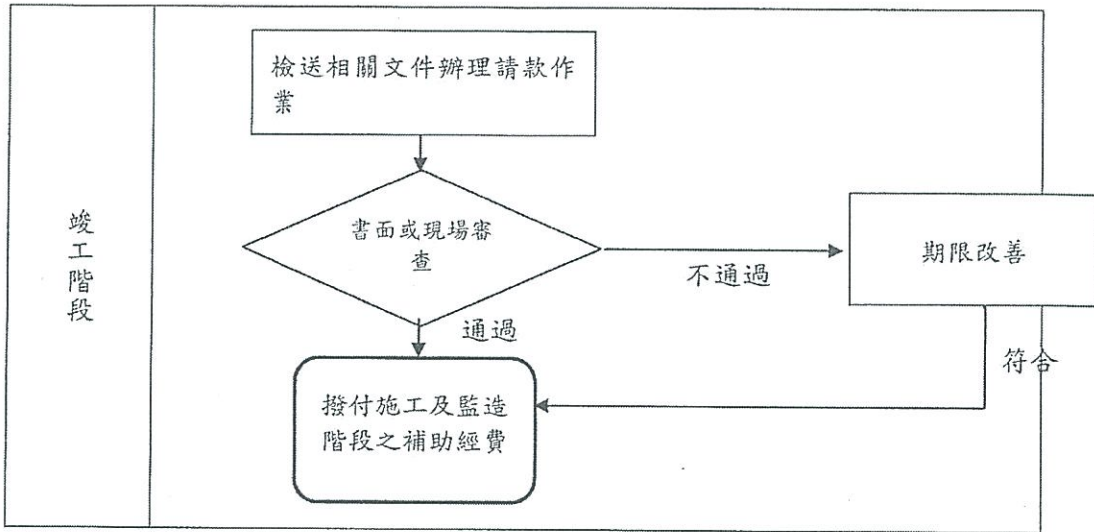 竣工階段
檢送相關文件辦理請款作
業
書面或現場審
查
不通過
期限改善
通過
符合
撥付施工及監造
階段之補助經費